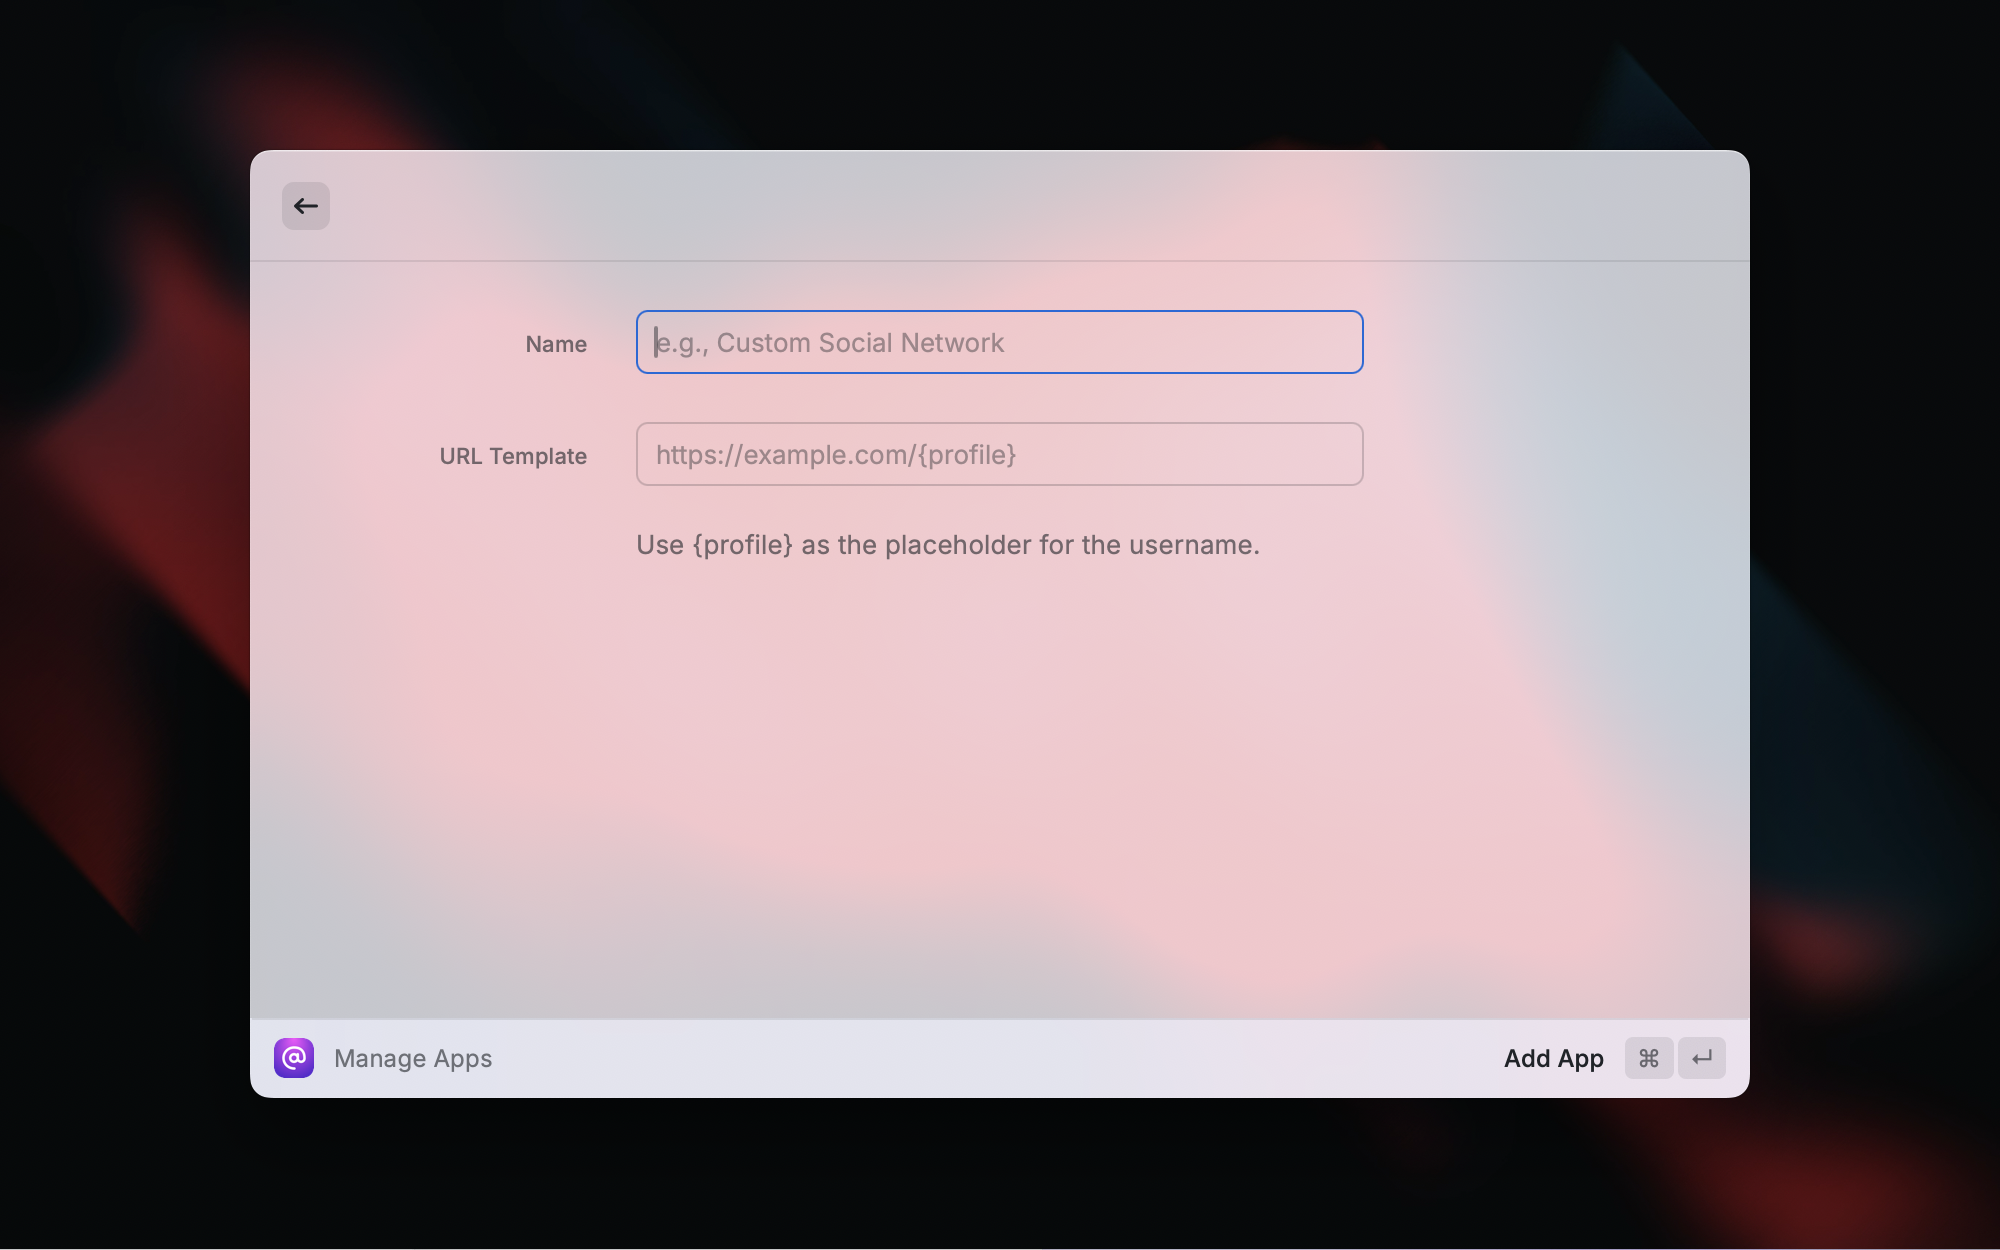 Name
e.g., Custom Social Network
URL Template
https://example.com/{profile}
Use {profile} as the placeholder for the username.
Manage Apps
Add App ⌘ ↵